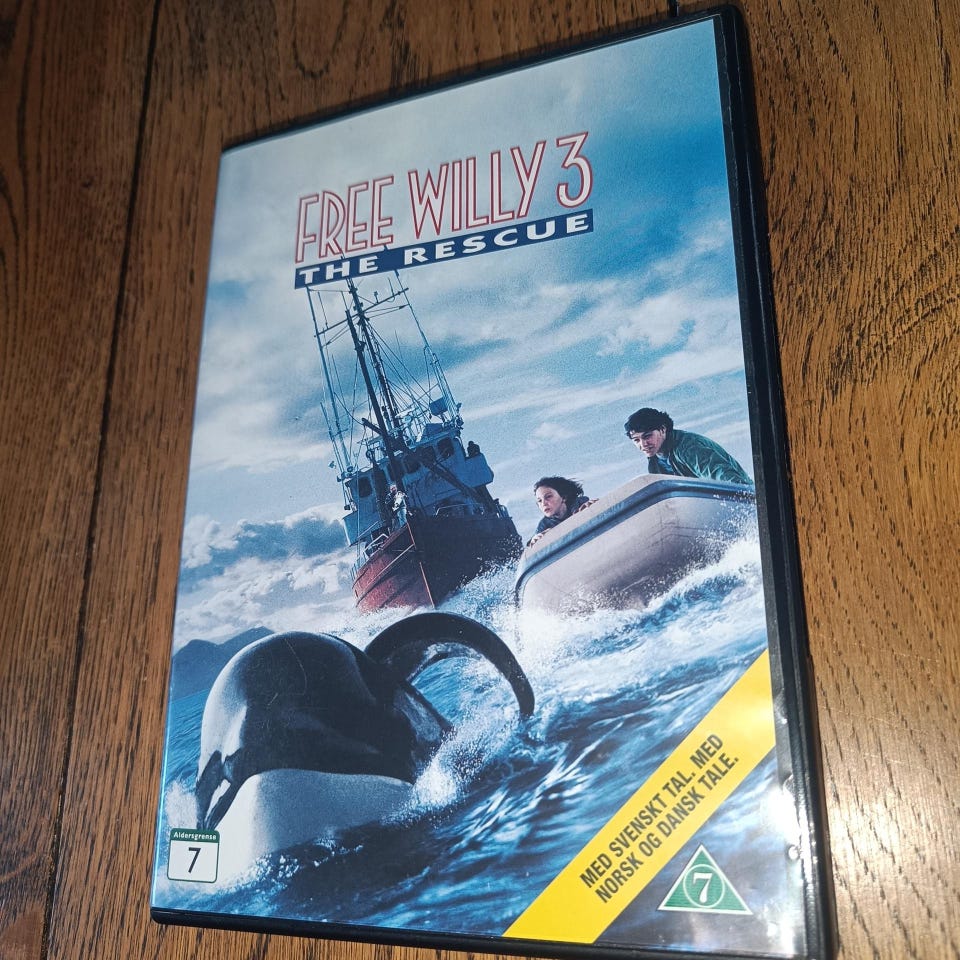 FREE WILLY 3
THE RESCUE
MED SVENSKT TAL. MED
NORSK OG DANSK TALE.
Aldersgrense
7
7